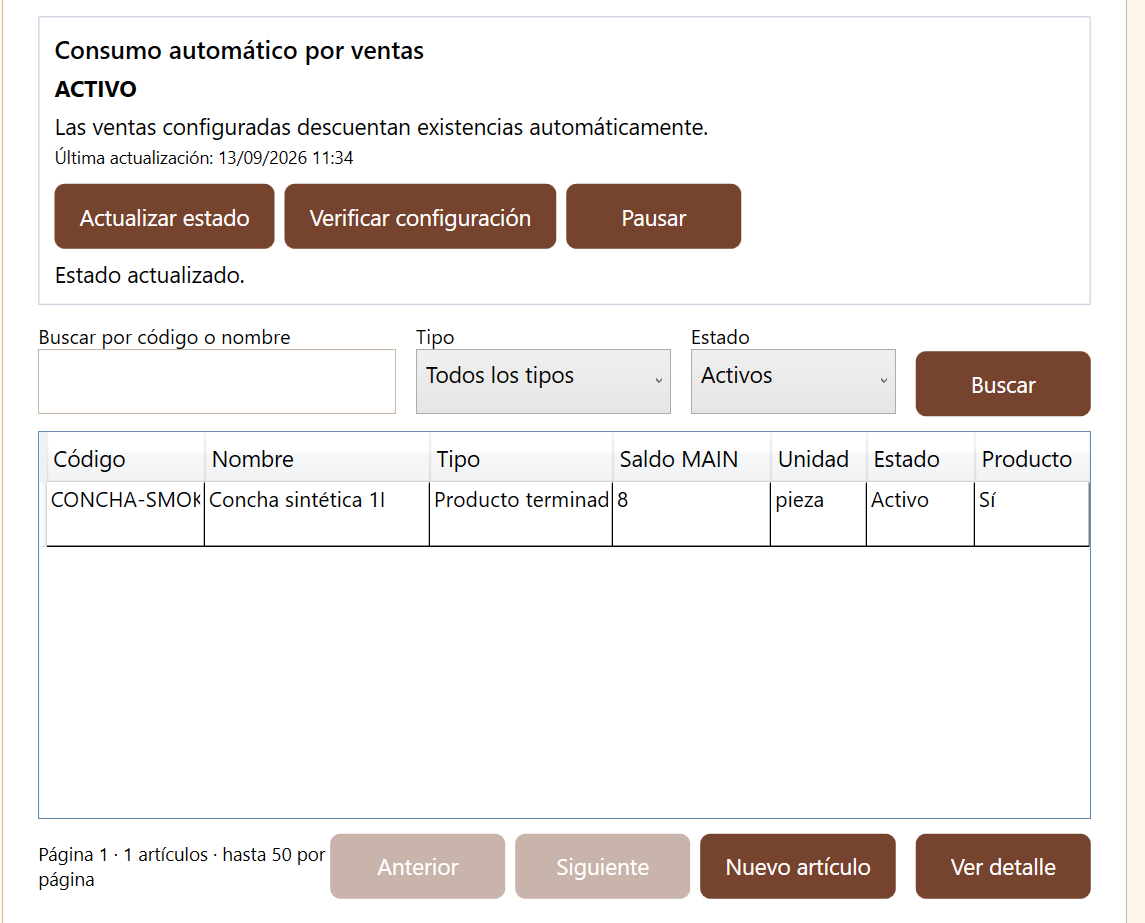 Consumo automático por ventas
ACTIVO
Las ventas configuradas descuentan existencias automáticamente.
Última actualización: 13/09/2026 11:34
Actualizar estado Verificar configuración Pausar
Estado actualizado.
Buscar por código o nombre Tipo Estado
Todos los tipos Activos Buscar
Código Nombre Tipo Saldo MAIN Unidad Estado Producto
CONCHA-SMOK Concha sintética 1I Producto terminad 8 pieza Activo Sí
Página 1 · 1 artículos · hasta 50 por
página
Anterior Siguiente Nuevo artículo Ver detalle